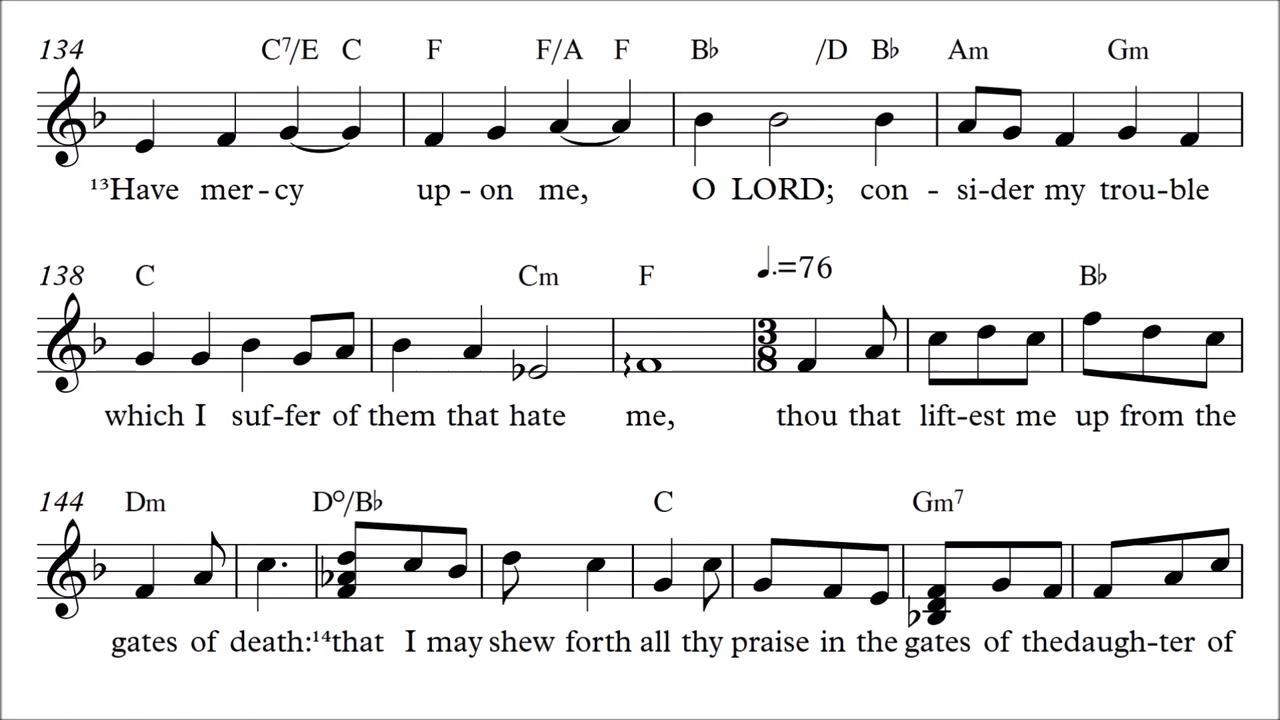 134 C⁷/E C F F/A F B♭ /D B♭ Am Gm
¹³Have mer-cy up-on me, O LORD; con-si-der my trou-ble
138 C Cm F ♩.=76 B♭
3/8
which I suf-fer of them that hate me, thou that lift-est me up from the
144 Dm D°/B♭ C Gm⁷
gates of death:¹⁴that I may shew forth all thy praise in the gates of thedaugh-ter of